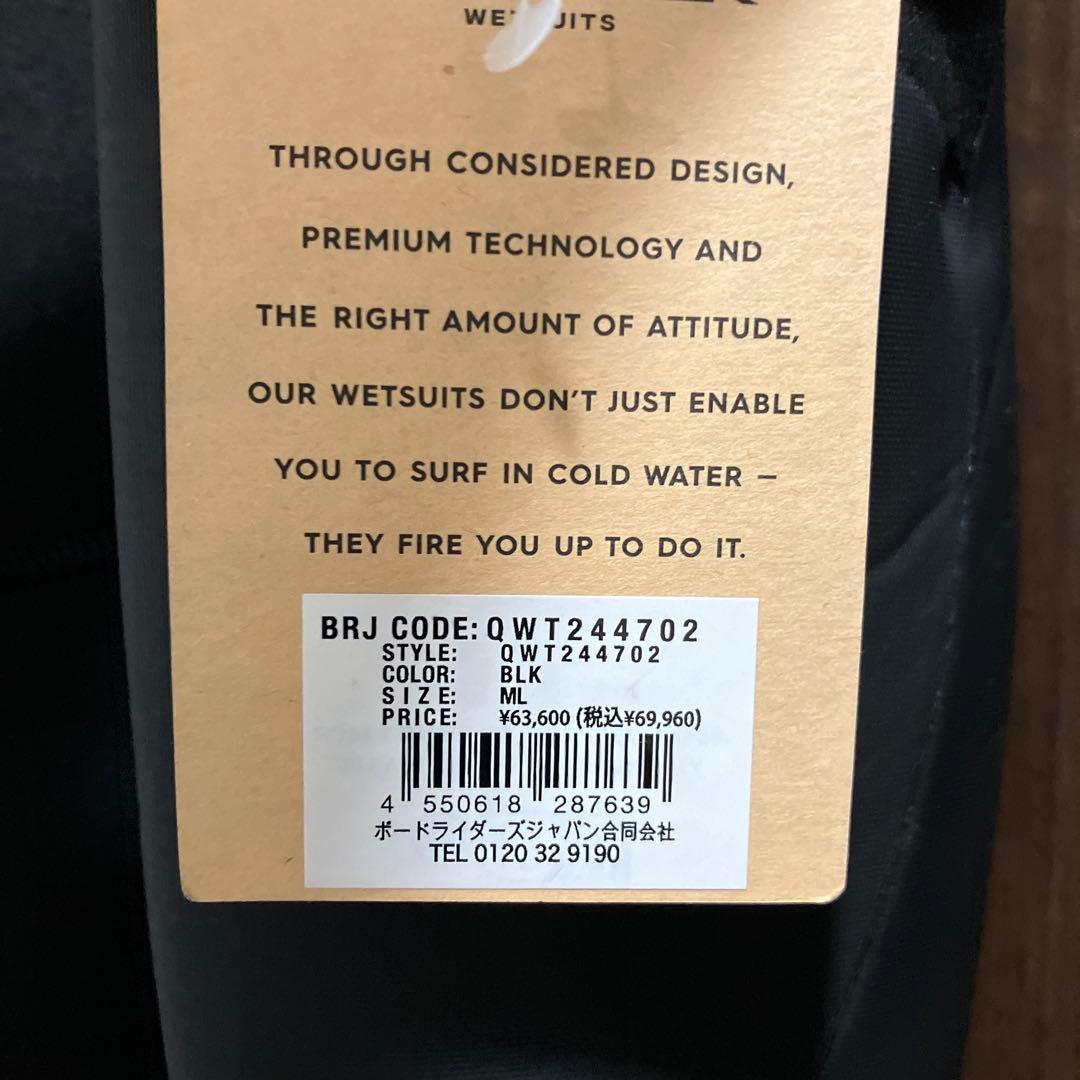 THROUGH CONSIDERED DESIGN,
PREMIUM TECHNOLOGY AND
THE RIGHT AMOUNT OF ATTITUDE,
OUR WETSUITS DON'T JUST ENABLE
YOU TO SURF IN COLD WATER –
THEY FIRE YOU UP TO DO IT.
BRJ CODE: QWT244702
STYLE: QWT244702
COLOR: BLK
SIZE: ML
PRICE: ¥63,600 (税込¥69,960)
4 550618 287639
ボードライダーズジャパン合同会社
TEL 0120 32 9190